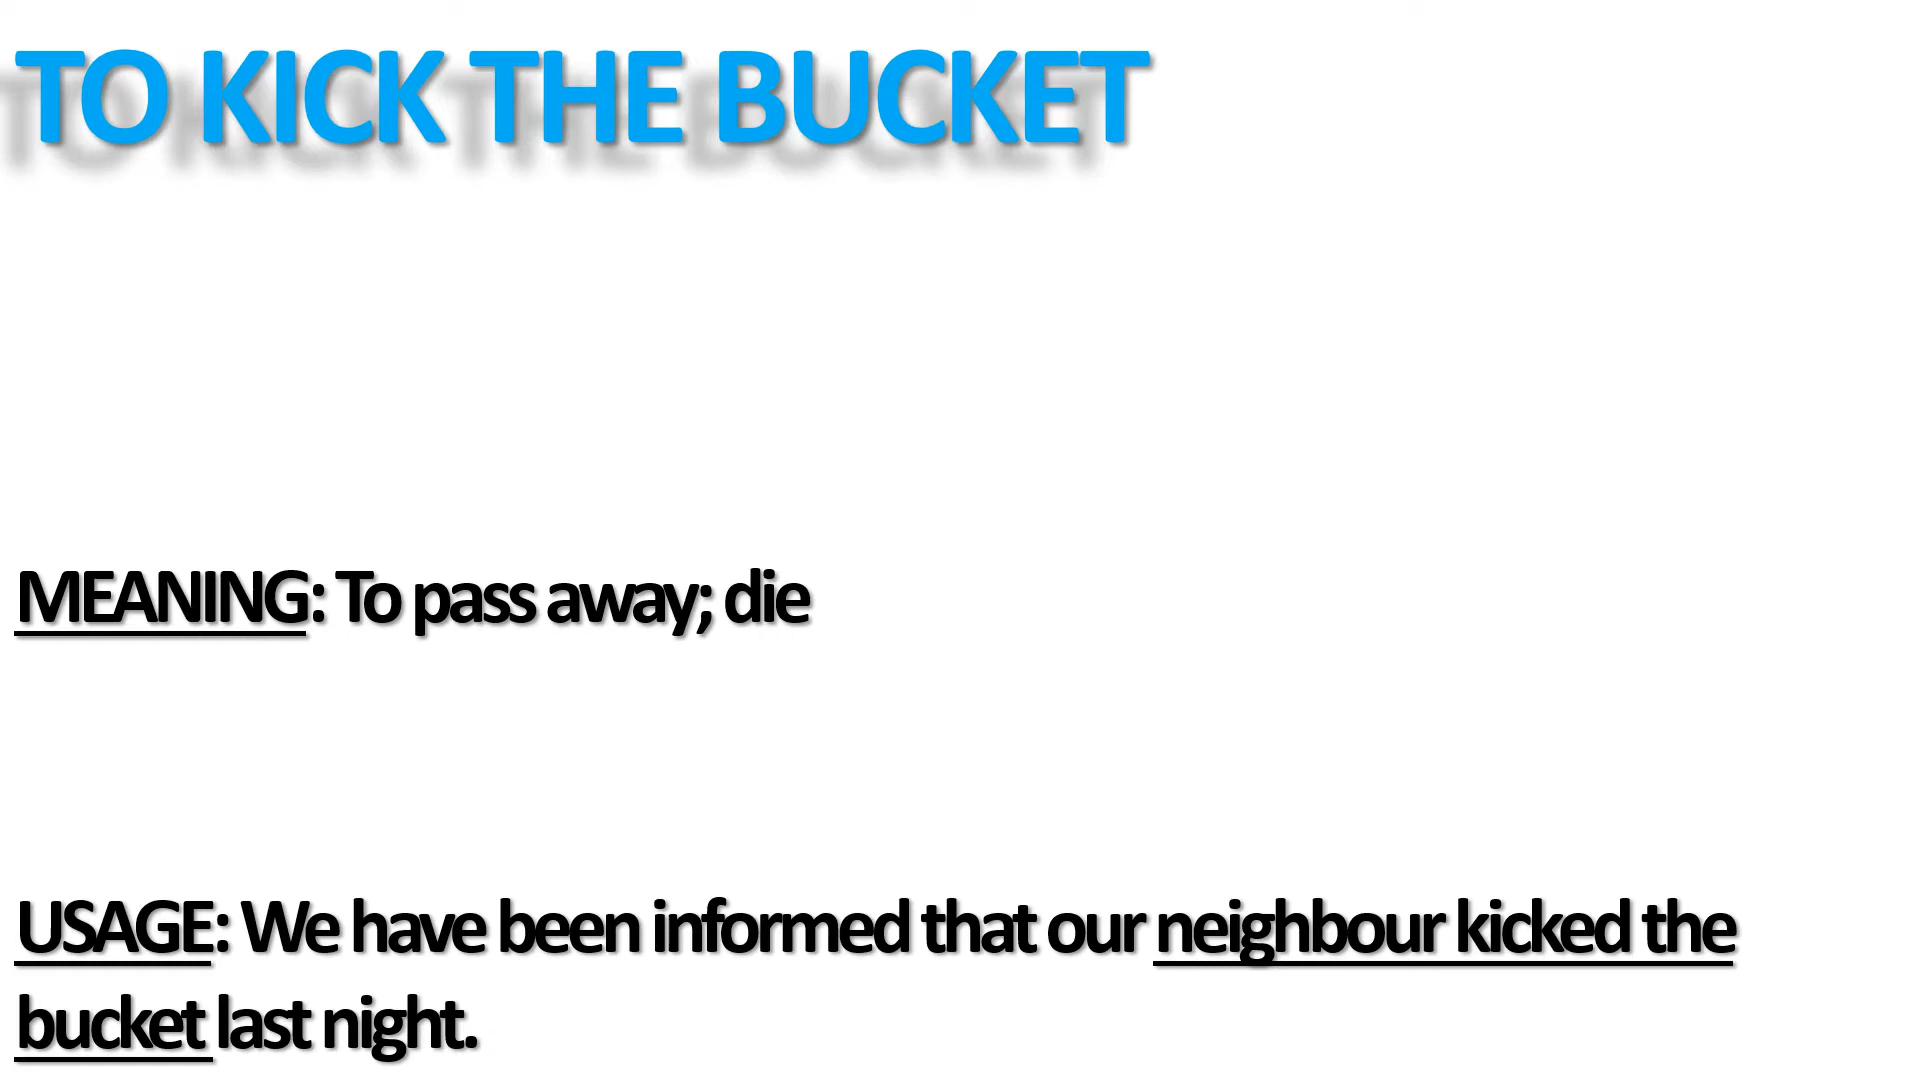 TO KICK THE BUCKET
MEANING: To pass away; die
USAGE: We have been informed that our neighbour kicked the
bucket last night.